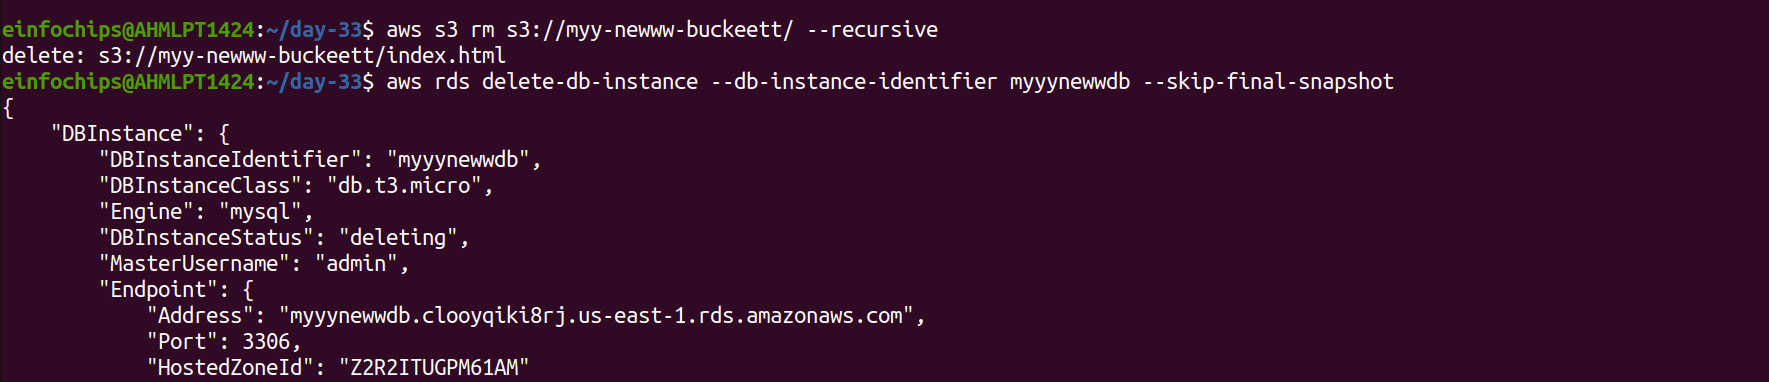 einfochips@AHMLPT1424:~/day-33$ aws s3 rm s3://myy-newww-buckeett/ --recursive
delete: s3://myy-newww-buckeett/index.html
einfochips@AHMLPT1424:~/day-33$ aws rds delete-db-instance --db-instance-identifier myyynewwdb --skip-final-snapshot
{
    "DBInstance": {
        "DBInstanceIdentifier": "myyynewwdb",
        "DBInstanceClass": "db.t3.micro",
        "Engine": "mysql",
        "DBInstanceStatus": "deleting",
        "MasterUsername": "admin",
        "Endpoint": {
            "Address": "myyynewwdb.clooyqiki8rj.us-east-1.rds.amazonaws.com",
            "Port": 3306,
            "HostedZoneId": "Z2R2ITUGPM61AM"